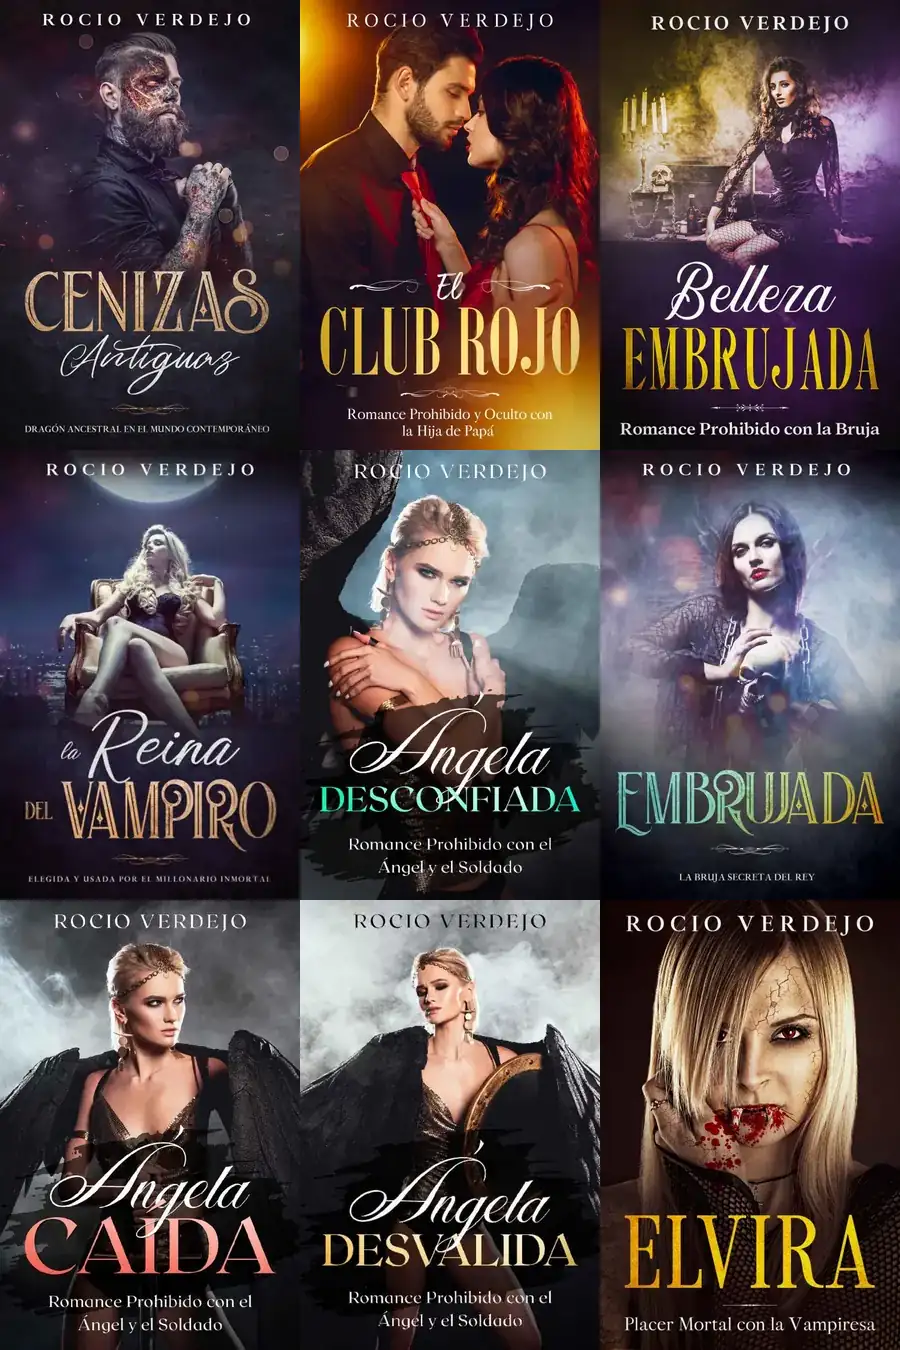 ROCIO VERDEJO
CENIZAS
Antiguas
DRAGÓN ANCESTRAL EN EL MUNDO CONTEMPORÁNEO
ROCIO VERDEJO
El
CLUB ROJO
Romance Prohibido y Oculto con
la Hija de Papá
ROCIO VERDEJO
Belleza
EMBRUJADA
Romance Prohibido con la Bruja
ROCIO VERDEJO
la Reina
DEL VAMPIRO
ELEGIDA Y USADA POR EL MILLONARIO INMORTAL
ROCIO VERDEJO
Ángela
DESCONFIADA
Romance Prohibido con el
Ángel y el Soldado
ROCIO VERDEJO
EMBRUJADA
LA BRUJA SECRETA DEL REY
ROCIO VERDEJO
Ángela
CAIDA
Romance Prohibido con el
Ángel y el Soldado
ROCIO VERDEJO
Ángela
DESVALIDA
Romance Prohibido con el
Ángel y el Soldado
ROCIO VERDEJO
ELVIRA
Placer Mortal con la Vampiresa